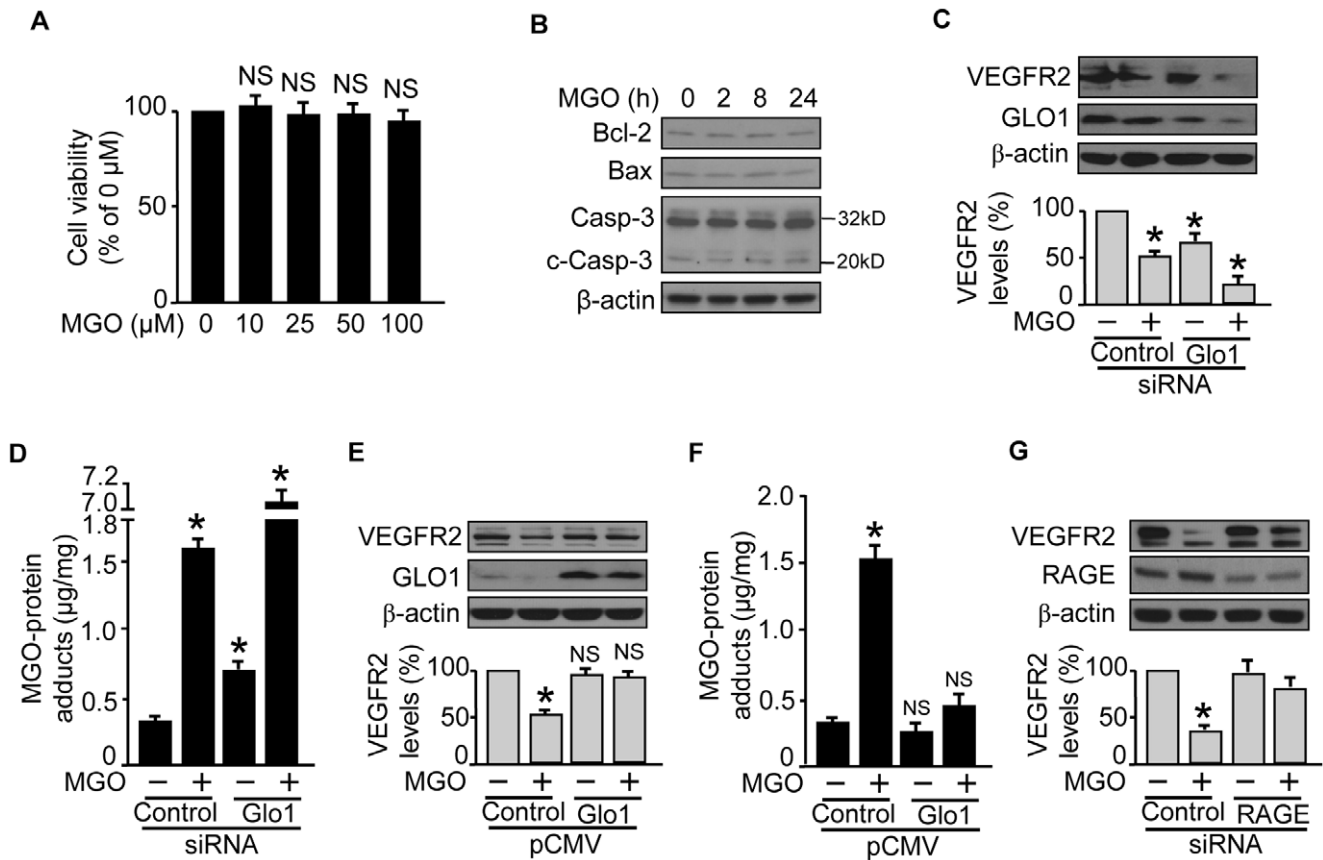 A
NS NS NS NS
100
50
0
Cell viability
(% of 0 µM)
MGO (µM) 0 10 25 50 100
B
MGO (h) 0 2 8 24
Bcl-2
Bax
Casp-3
32kD
c-Casp-3
20kD
β-actin
C
VEGFR2
GLO1
β-actin
VEGFR2
levels (%)
100
50
0
* * *
MGO − + − +
Control Glo1
siRNA
D
MGO-protein
adducts (µg/mg)
7.2
7.0
1.8
1.5
1.0
0.5
0
* * *
MGO − + − +
Control Glo1
siRNA
E
VEGFR2
GLO1
β-actin
VEGFR2
levels (%)
100
50
0
* NS NS
MGO − + − +
Control Glo1
pCMV
F
MGO-protein
adducts (µg/mg)
2.0
1.5
1.0
0.5
0
* NS NS
MGO − + − +
Control Glo1
pCMV
G
VEGFR2
RAGE
β-actin
VEGFR2
levels (%)
100
50
0
*
MGO − + − +
Control RAGE
siRNA